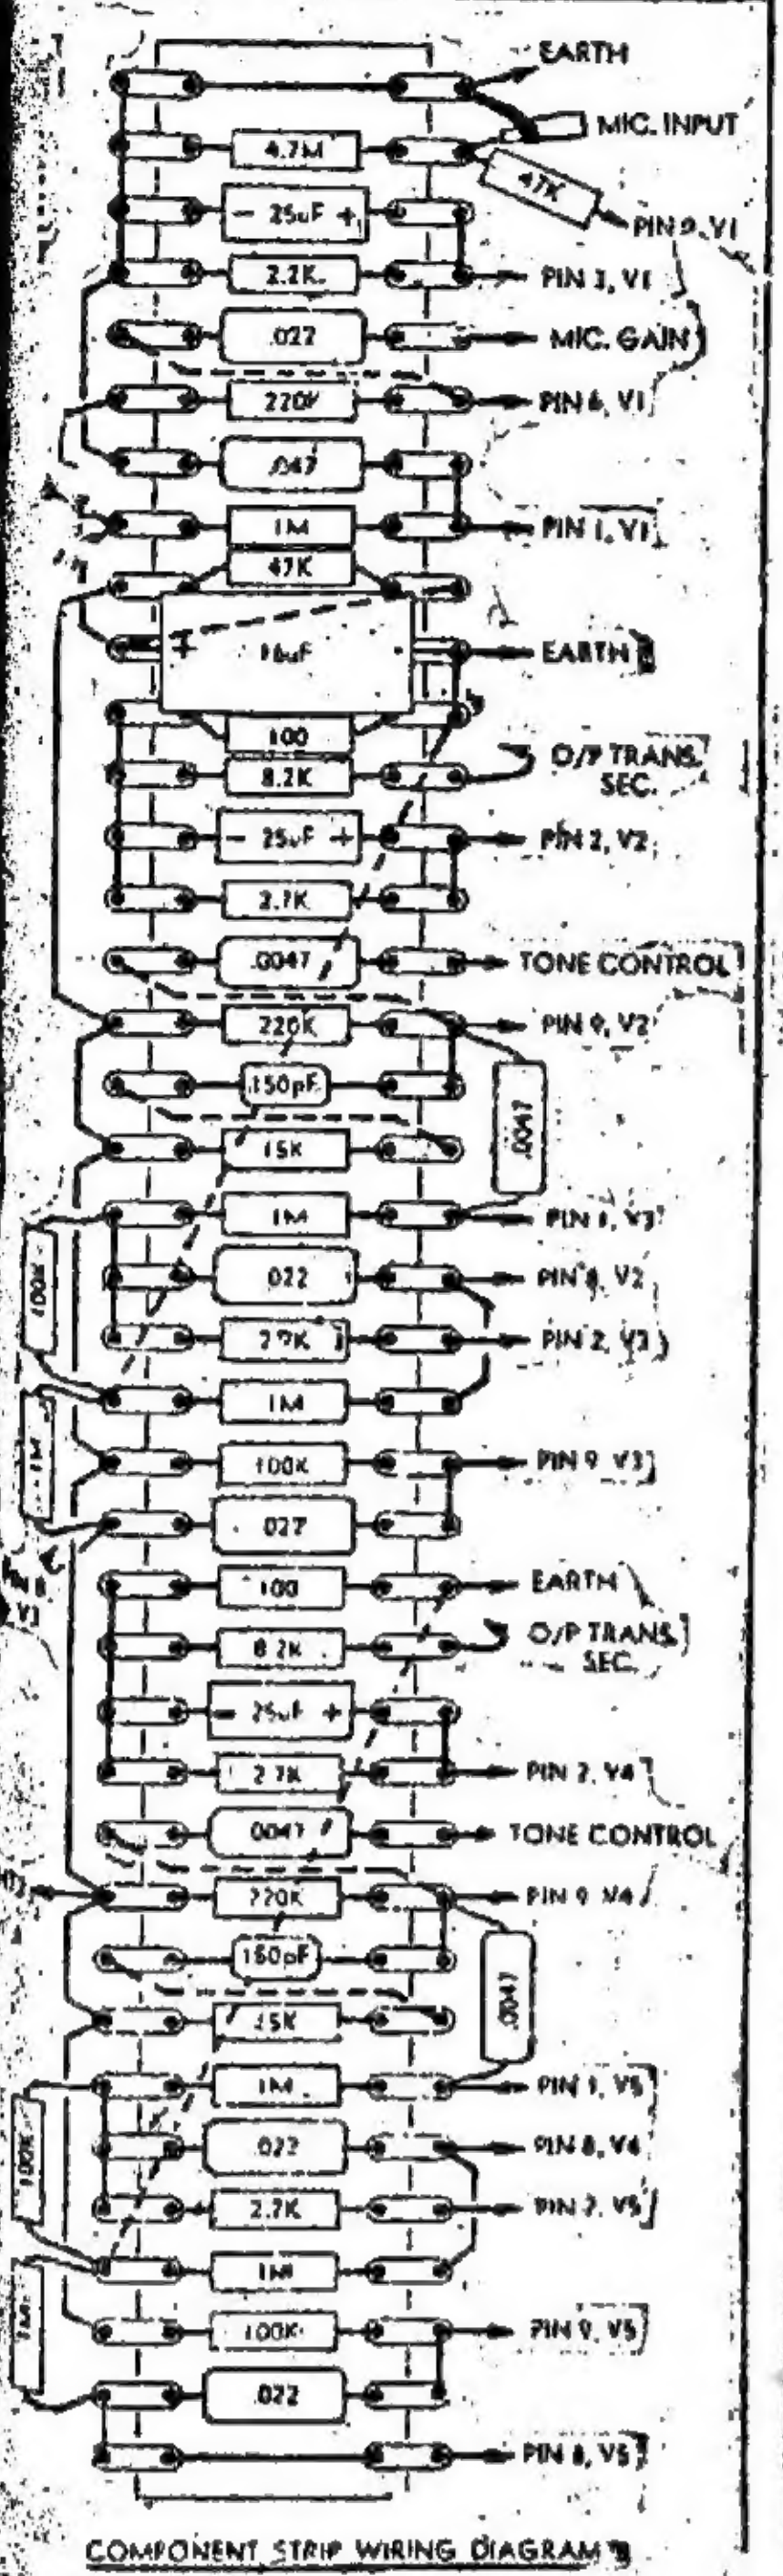 EARTH
MIC. INPUT
4.7M
47K
- 25uF +
PIN 9, V1
2.2K
PIN 3, V1
.022
MIC. GAIN
220K
PIN 6, V1
.047
1M
PIN 1, V1
47K
+ 16uF
EARTH
100
O/P TRANS.
8.2K
SEC.
- 25uF +
PIN 2, V2
2.7K
.0047
TONE CONTROL
220K
PIN 9, V2
150pF
.0047
15K
1M
PIN 1, V3
100K
.022
PIN 8, V2
PIN 2, V3
1M
1M
100K
PIN 9 V3
100
EARTH
8.2K
O/P TRANS.
SEC.
- 25uF +
2.7K
PIN 2, V4
.0047
TONE CONTROL
220K
PIN 9 V4
150pF
.0047
15K
1M
PIN 1, V5
100K
.022
PIN 8, V4
2.7K
PIN 2, V5
1M
1M
100K
PIN 9, V5
.022
PIN 8, V5
COMPONENT STRIP WIRING DIAGRAM